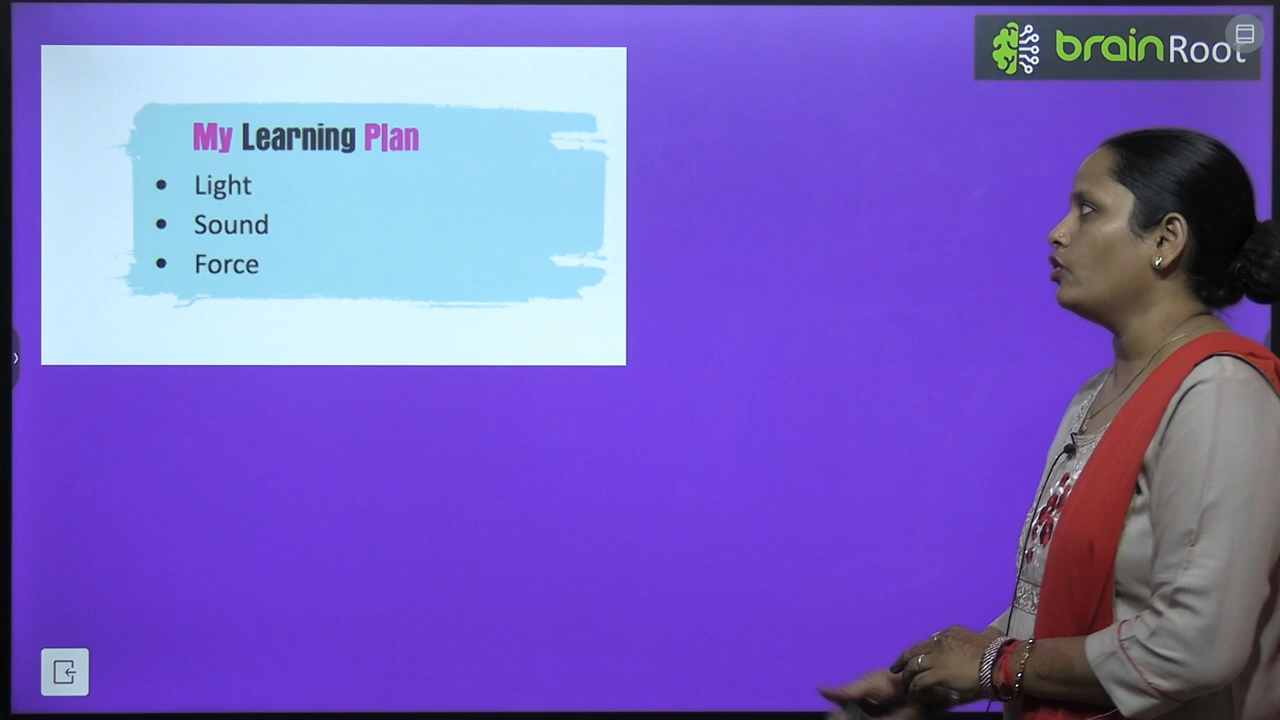 brainRoot
My Learning Plan
• Light
• Sound
• Force